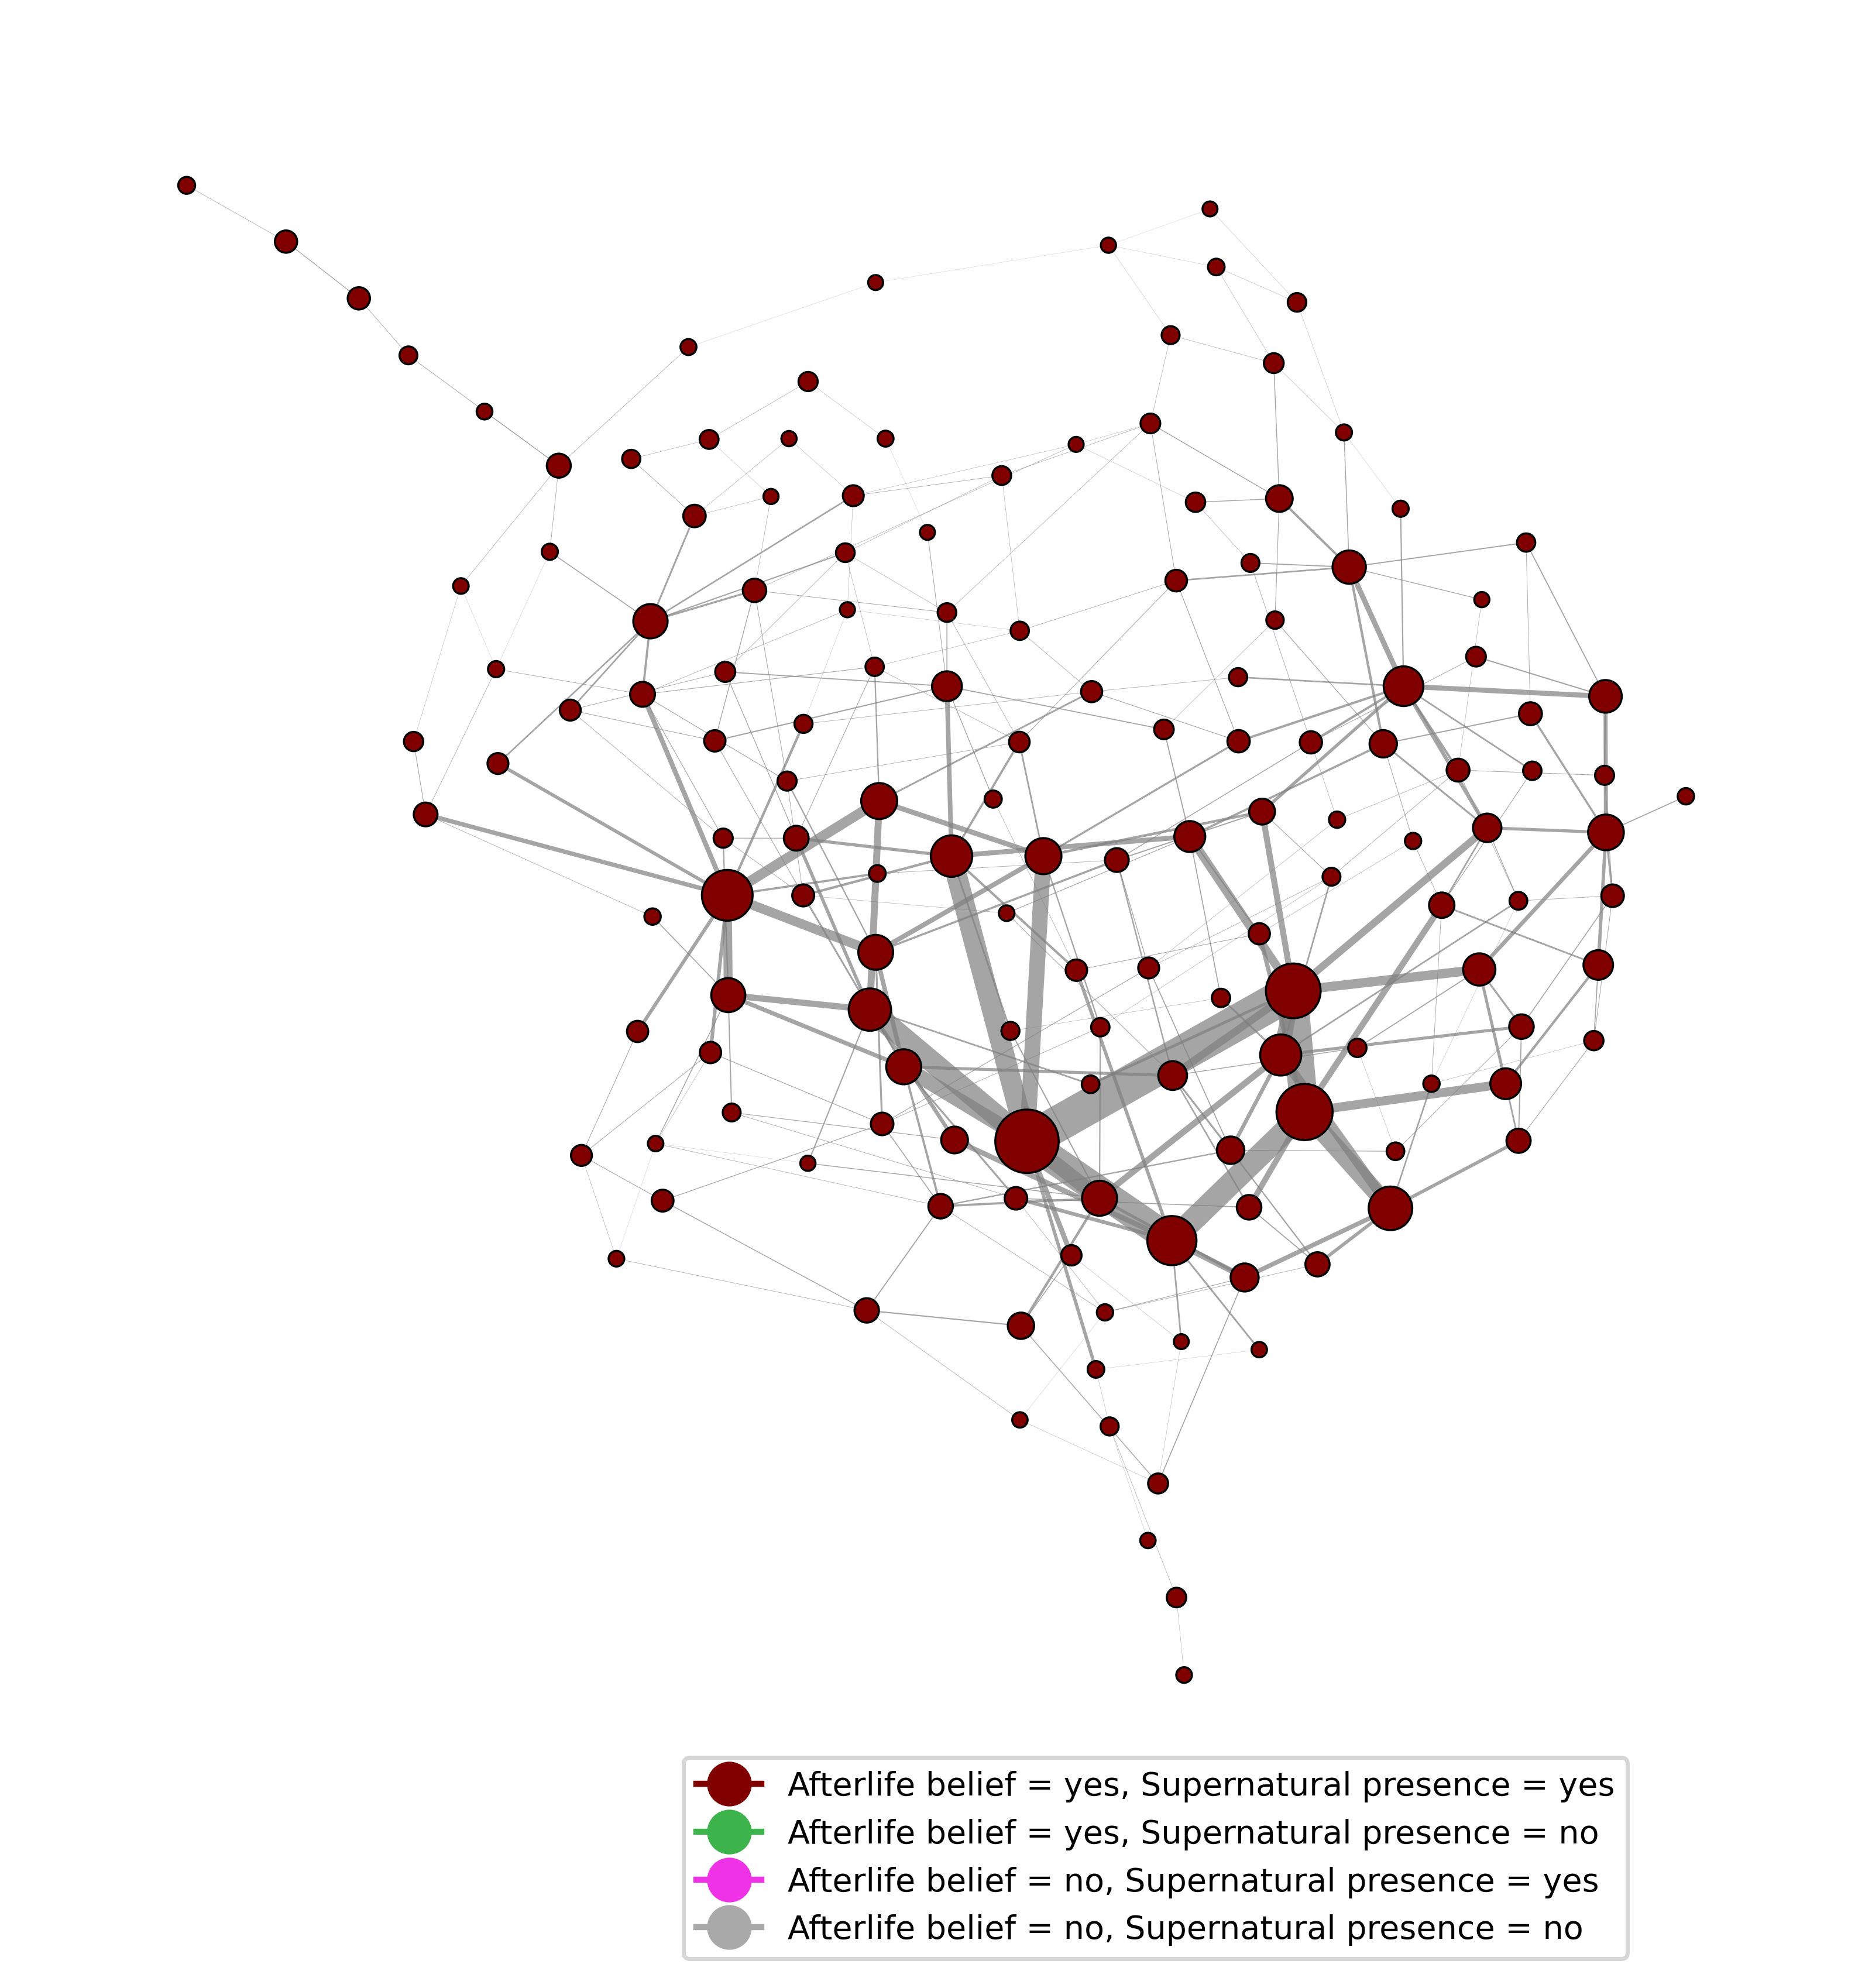 Afterlife belief = yes, Supernatural presence = yes
Afterlife belief = yes, Supernatural presence = no
Afterlife belief = no, Supernatural presence = yes
Afterlife belief = no, Supernatural presence = no